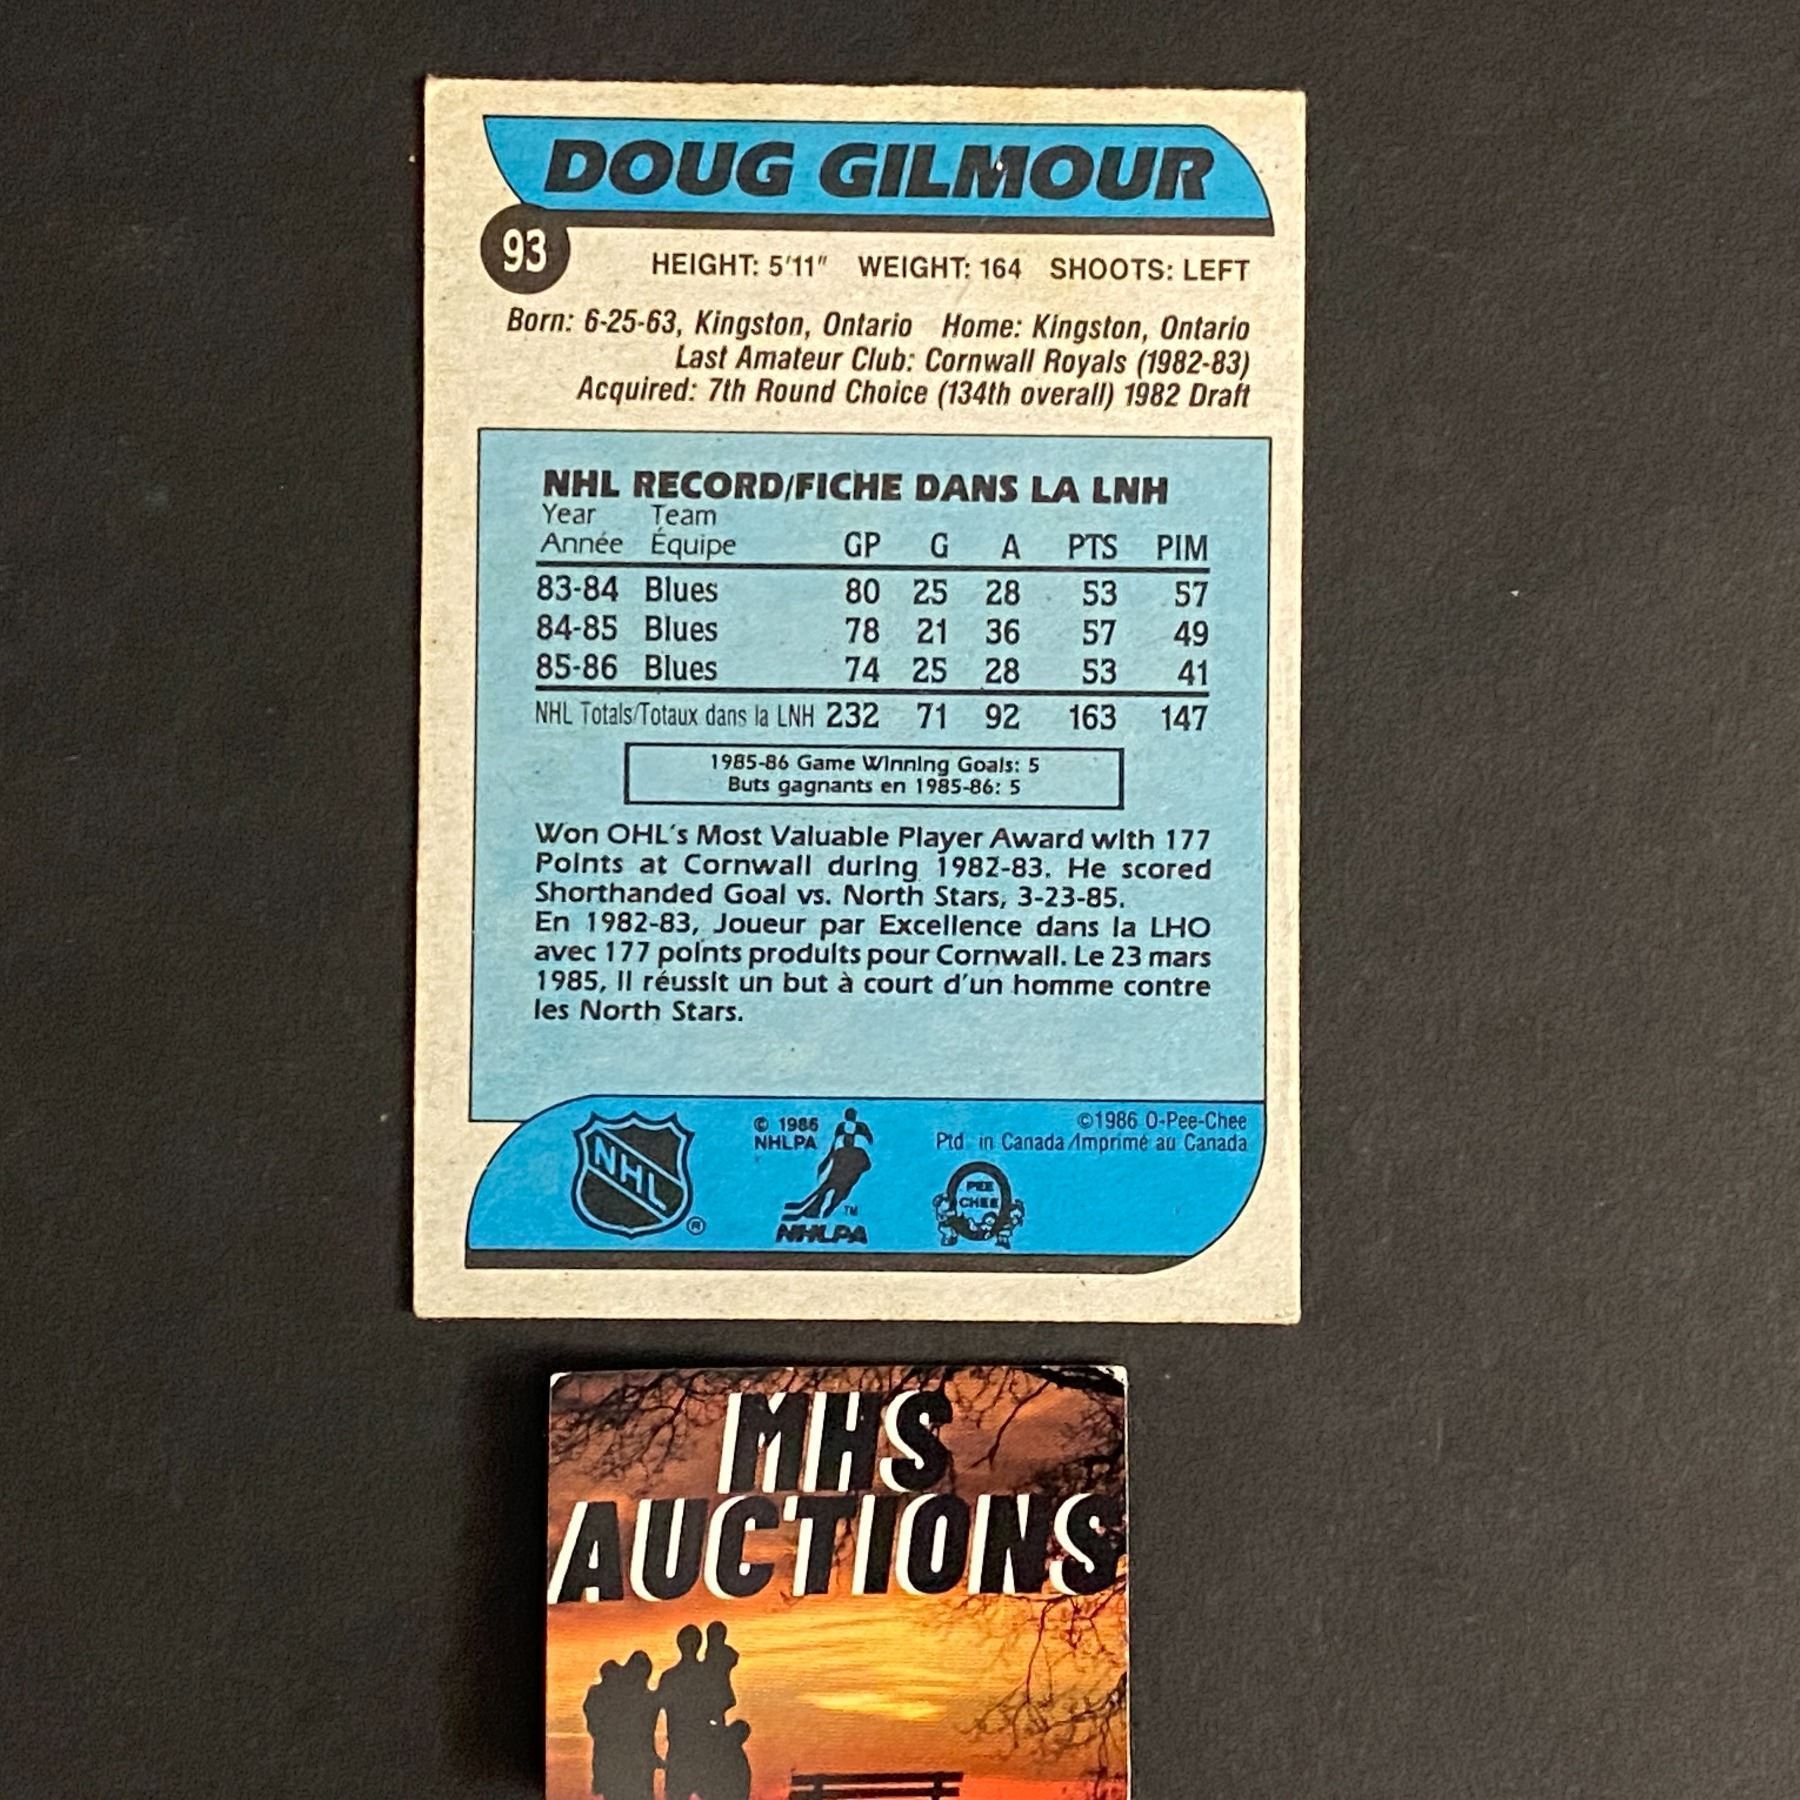 DOUG GILMOUR
93
HEIGHT: 5'11" WEIGHT: 164 SHOOTS: LEFT
Born: 6-25-63, Kingston, Ontario Home: Kingston, Ontario
Last Amateur Club: Cornwall Royals (1982-83)
Acquired: 7th Round Choice (134th overall) 1982 Draft
NHL RECORD/FICHE DANS LA LNH
Year Team
Année Équipe GP G A PTS PIM
83-84 Blues 80 25 28 53 57
84-85 Blues 78 21 36 57 49
85-86 Blues 74 25 28 53 41
NHL Totals/Totaux dans la LNH 232 71 92 163 147
1985-86 Game Winning Goals: 5
Buts gagnants en 1985-86: 5
Won OHL's Most Valuable Player Award with 177
Points at Cornwall during 1982-83. He scored
Shorthanded Goal vs. North Stars, 3-23-85.
En 1982-83, Joueur par Excellence dans la LHO
avec 177 points produits pour Cornwall. Le 23 mars
1985, il réussit un but à court d'un homme contre
les North Stars.
NHL ®
© 1986
NHLPA
TM
NHLPA
©1986 O-Pee-Chee
Ptd. in Canada/Imprimé au Canada
PEE
CHEE
MHS
AUCTIONS